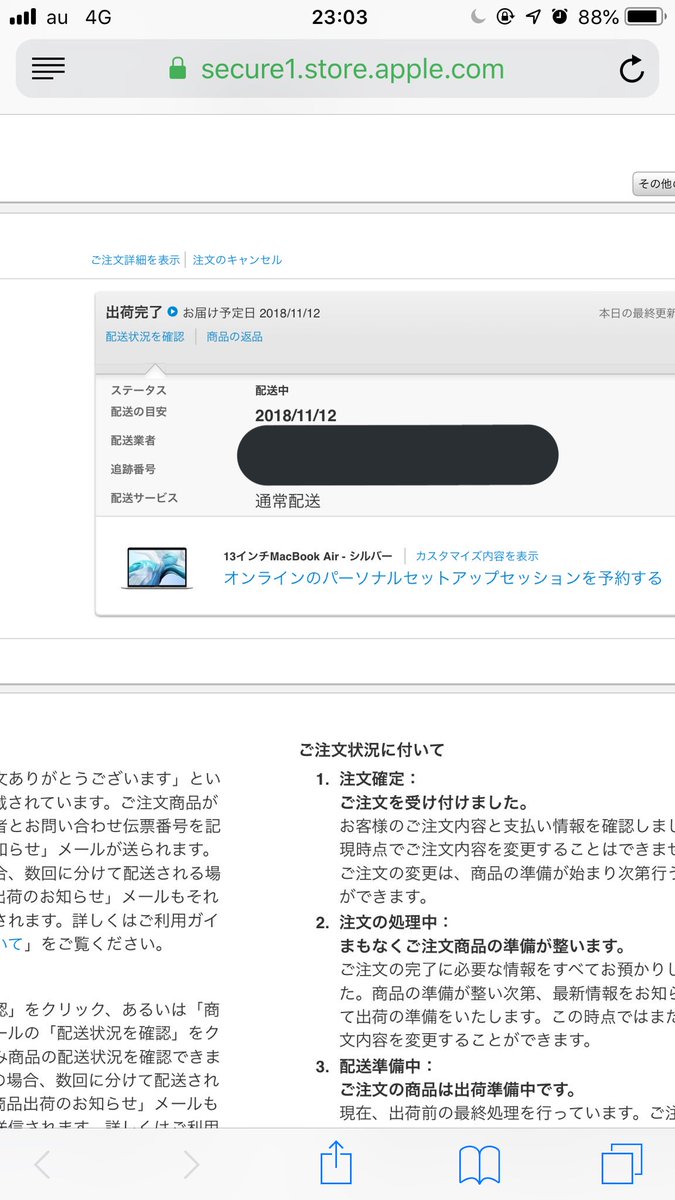 au 4G 23:03 88%
secure1.store.apple.com
その他の
ご注文詳細を表示 注文のキャンセル
出荷完了 お届け予定日 2018/11/12 本日の最終更新
配送状況を確認 商品の返品
ステータス 配送中
配送の目安 2018/11/12
配送業者
追跡番号
配送サービス 通常配送
13インチMacBook Air - シルバー カスタマイズ内容を表示
オンラインのパーソナルセットアップセッションを予約する
文ありがとうございます」とい
載されています。ご注文商品が
者とお問い合わせ伝票番号を記
知らせ」メールが送られます。
合、数回に分けて配送される場
出荷のお知らせ」メールもそれ
されます。詳しくはご利用ガイ
いて」をご覧ください。
認」をクリック、あるいは「商
ールの「配送状況を確認」をク
み商品の配送状況を確認できま
の場合、数回に分けて配送され
商品出荷のお知らせ」メールも
送信されます。詳しくはご利用
ご注文状況に付いて
1. 注文確定：
ご注文を受け付けました。
お客様のご注文内容と支払い情報を確認しまし
現時点でご注文内容を変更することはできませ
ご注文の変更は、商品の準備が始まり次第行う
ができます。
2. 注文の処理中：
まもなくご注文商品の準備が整います。
ご注文の完了に必要な情報をすべてお預かりし
た。商品の準備が整い次第、最新情報をお知ら
て出荷の準備をいたします。この時点ではまだ
文内容を変更することができます。
3. 配送準備中：
ご注文の商品は出荷準備中です。
現在、出荷前の最終処理を行っています。ご注